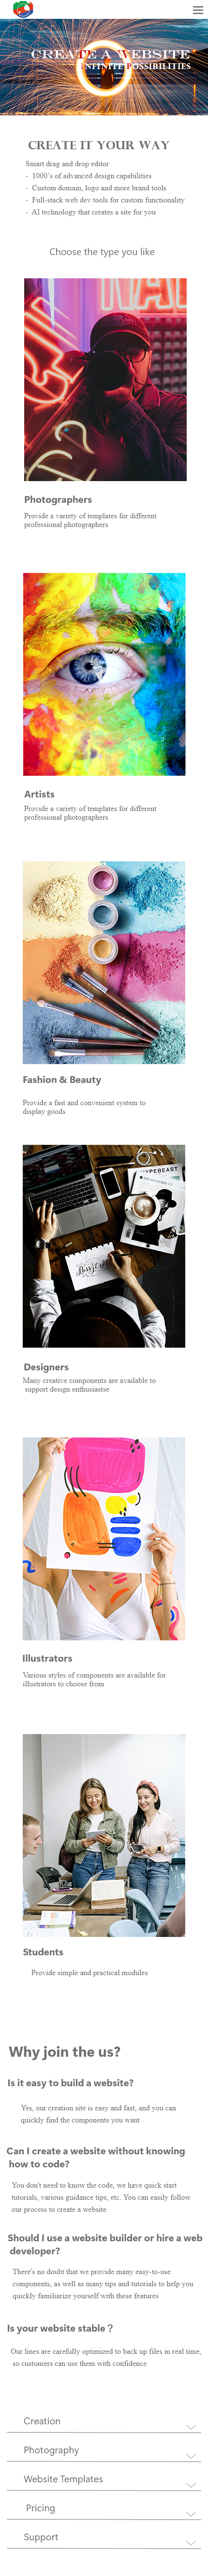 CREATE A WEBSITE
INFINITE POSSIBILITIES
CREATE IT YOUR WAY
Smart drag and drop editor
- 1000's of advanced design capabilities
- Custom domain, logo and more brand tools
- Full-stack web dev tools for custom functionality
- AI technology that creates a site for you
Choose the type you like
Photographers
Provide a variety of templates for different
professional photographers
Artists
Provide a variety of templates for different
professional photographers
Fashion & Beauty
Provide a fast and convenient system to
display goods
HYPEBEAST
Designers
Many creative components are available to
support design enthusiastse
Illustrators
Various styles of components are available for
illustrators to choose from
Students
Provide simple and practical modules
Why join the us?
Is it easy to build a website?
Yes, our creation site is easy and fast, and you can
quickly find the components you want
Can I create a website without knowing
how to code?
You don't need to know the code, we have quick start
tutorials, various guidance tips, etc. You can easily follow
our process to create a website
Should I use a website builder or hire a web
developer?
There's no doubt that we provide many easy-to-use
components, as well as many tips and tutorials to help you
quickly familiarize yourself with these features
Is your website stable？
Our lines are carefully optimized to back up files in real time,
so customers can use them with confidence
Creation
Photography
Website Templates
Pricing
Support